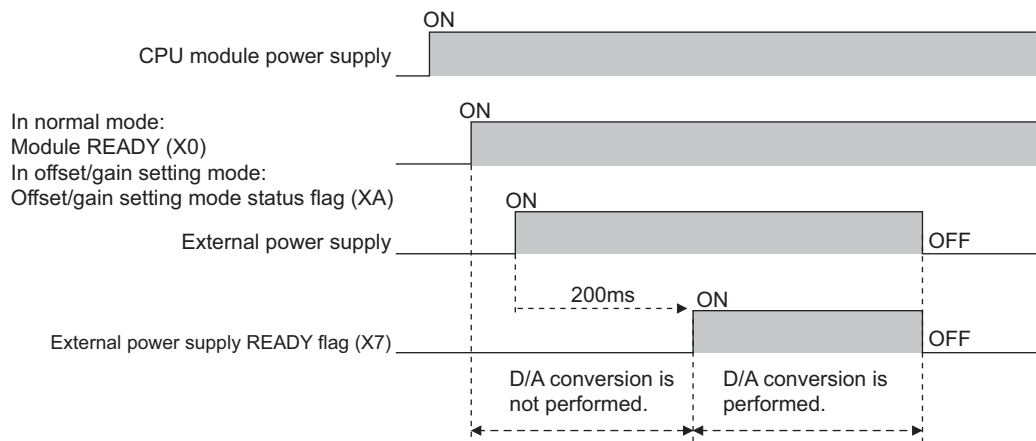 ON
CPU module power supply
ON
In normal mode:
Module READY (X0)
In offset/gain setting mode:
Offset/gain setting mode status flag (XA)
ON
External power supply
OFF
200ms
ON
External power supply READY flag (X7)
OFF
D/A conversion is
not performed.
D/A conversion is
performed.